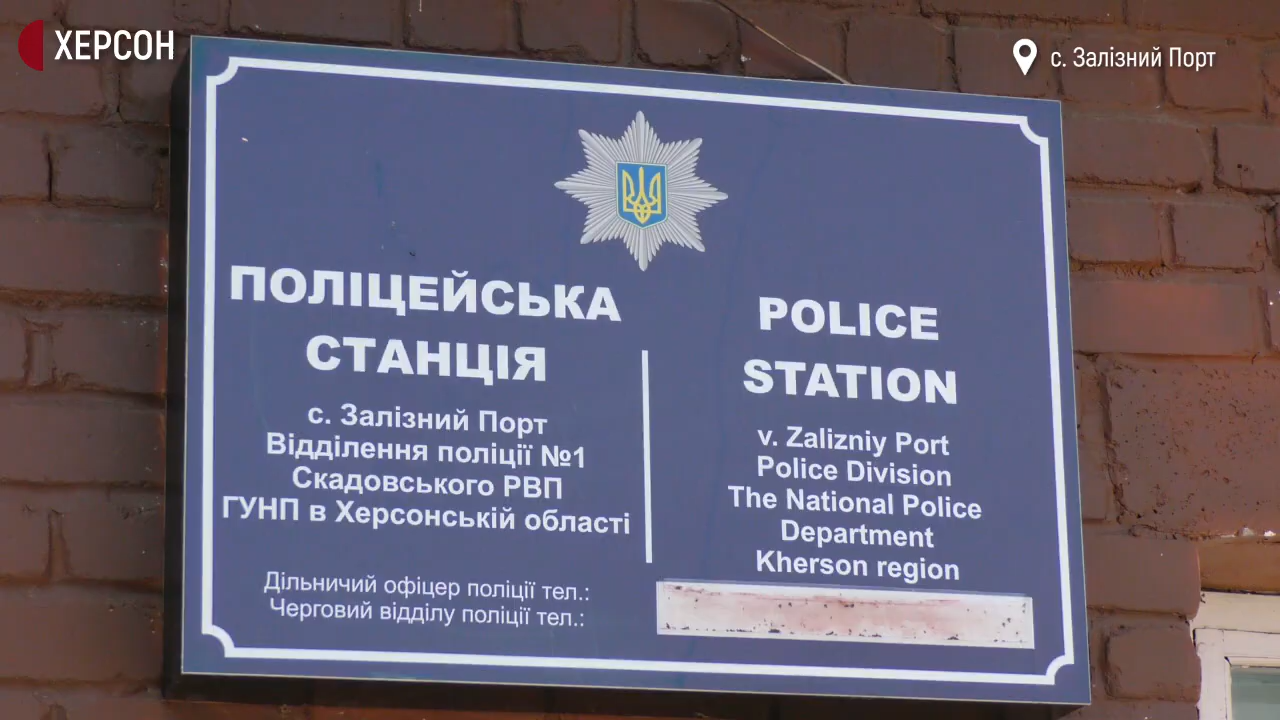 ХЕРСОН
с. Залізний Порт
ПОЛІЦЕЙСЬКА
СТАНЦІЯ
с. Залізний Порт
Відділення поліції №1
Скадовського РВП
ГУНП в Херсонській області
Дільничий офіцер поліції тел.:
Черговий відділу поліції тел.:
POLICE
STATION
v. Zalizniy Port
Police Division
The National Police
Department
Kherson region